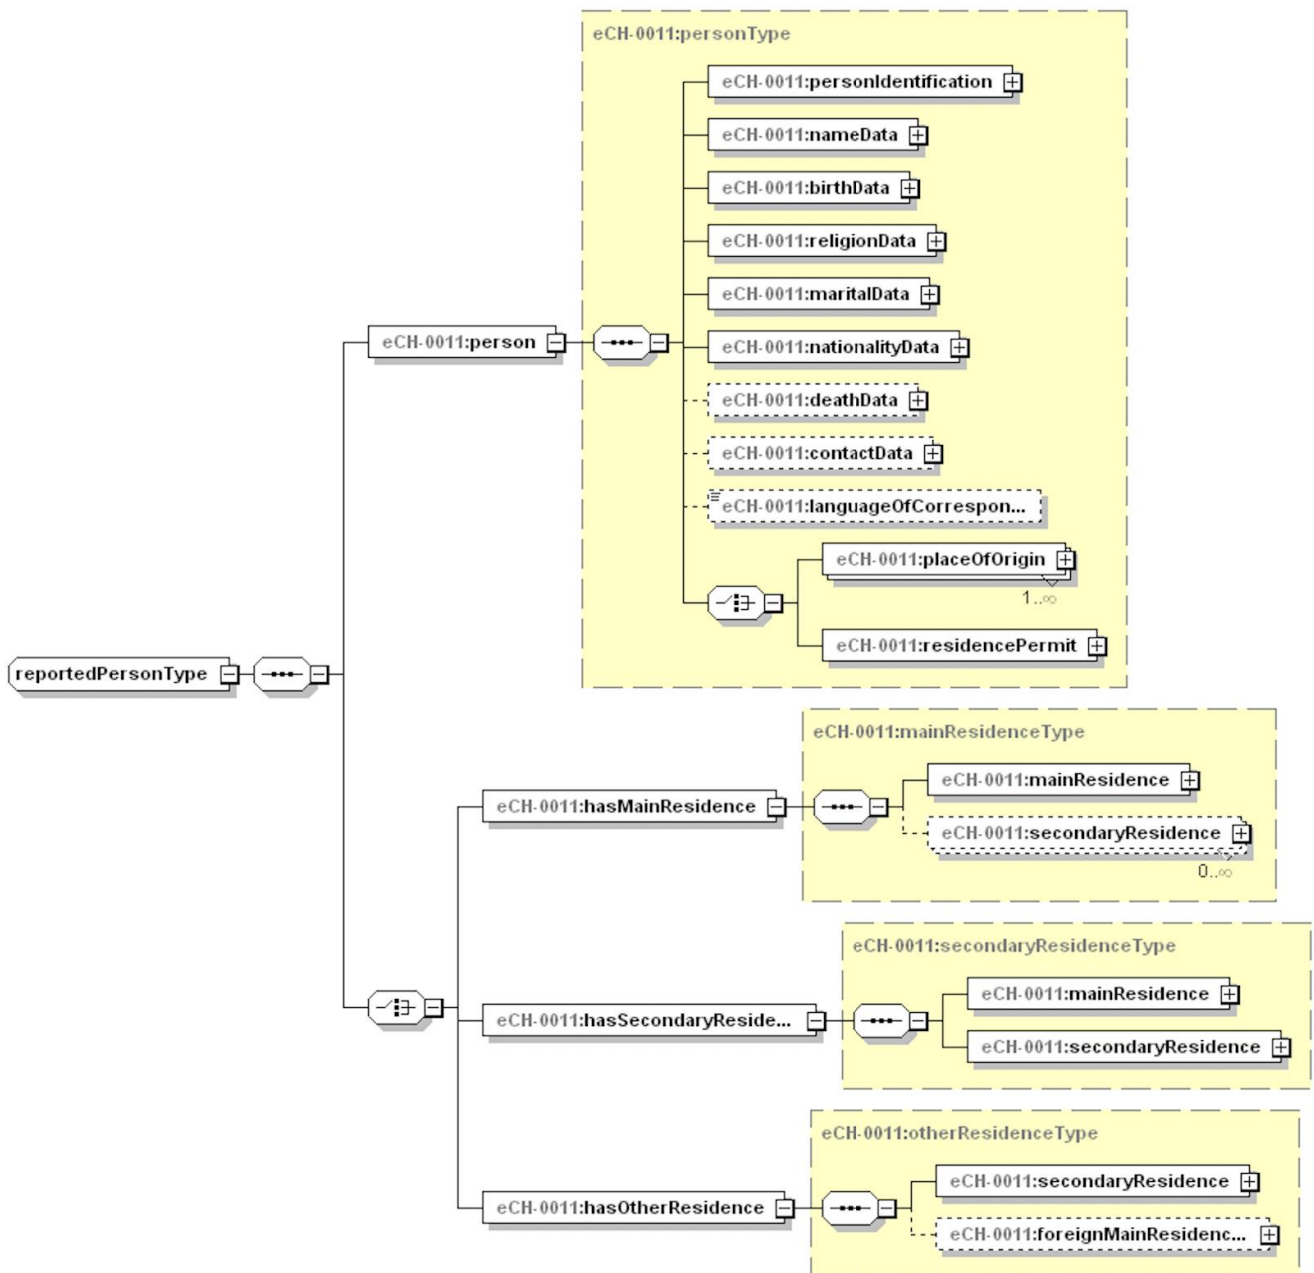 eCH-0011:personType
eCH-0011:personIdentification
eCH-0011:nameData
eCH-0011:birthData
eCH-0011:religionData
eCH-0011:maritalData
eCH-0011:person
eCH-0011:nationalityData
eCH-0011:deathData
eCH-0011:contactData
eCH-0011:languageOfCorrespon...
eCH-0011:placeOfOrigin
1..∞
eCH-0011:residencePermit
reportedPersonType
eCH-0011:mainResidenceType
eCH-0011:mainResidence
eCH-0011:hasMainResidence
eCH-0011:secondaryResidence
0..∞
eCH-0011:secondaryResidenceType
eCH-0011:mainResidence
eCH-0011:hasSecondaryReside...
eCH-0011:secondaryResidence
eCH-0011:otherResidenceType
eCH-0011:secondaryResidence
eCH-0011:hasOtherResidence
eCH-0011:foreignMainResidenc...